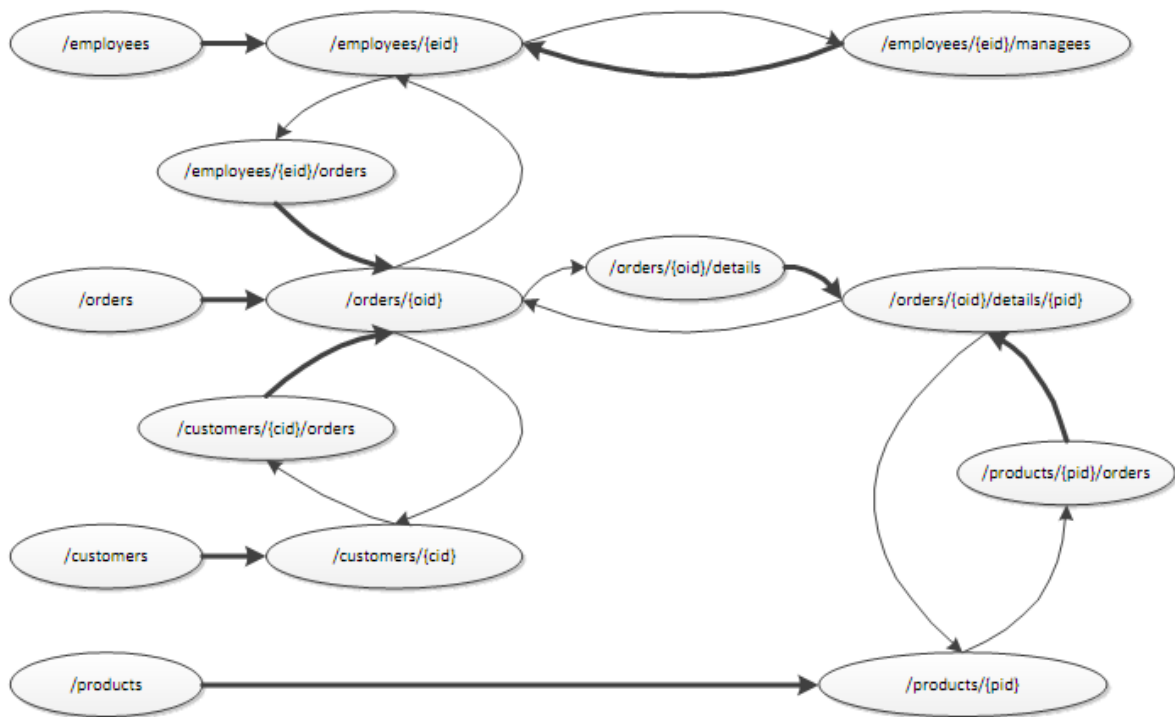 /employees
/employees/{eid}
/employees/{eid}/managees
/employees/{eid}/orders
/orders/{oid}/details
/orders
/orders/{oid}
/orders/{oid}/details/{pid}
/customers/{cid}/orders
/products/{pid}/orders
/customers
/customers/{cid}
/products
/products/{pid}